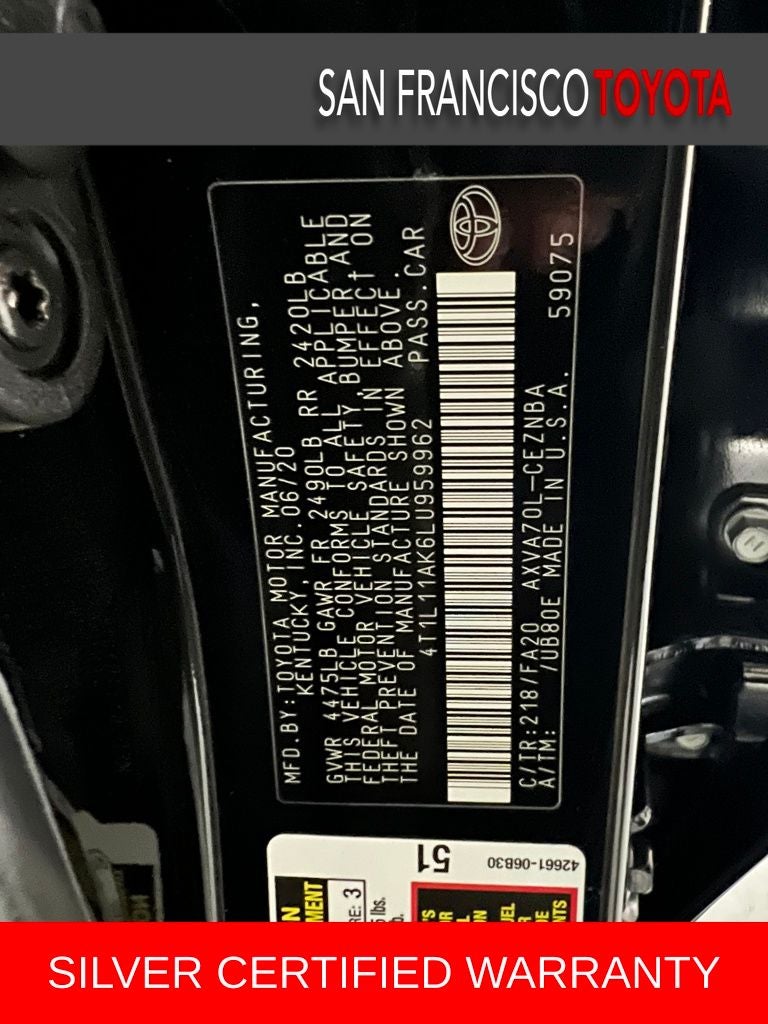 SAN FRANCISCO TOYOTA
MFD. BY: TOYOTA MOTOR MANUFACTURING,
KENTUCKY, INC. 06/20
GVWR 4475LB GAWR FR 2490LB RR 2420LB
THIS VEHICLE CONFORMS TO ALL APPLICABLE
FEDERAL MOTOR VEHICLE SAFETY, BUMPER AND
THEFT PREVENTION STANDARDS IN EFFECT ON
THE DATE OF MANUFACTURE SHOWN ABOVE.
4T1L11AK6LU959962 PASS.CAR
C/TR:218/FA20 AXVA70L-CEZNBA
A/TM: /UB80E MADE IN U.S.A. 59075
51
42661-06B30
SILVER CERTIFIED WARRANTY